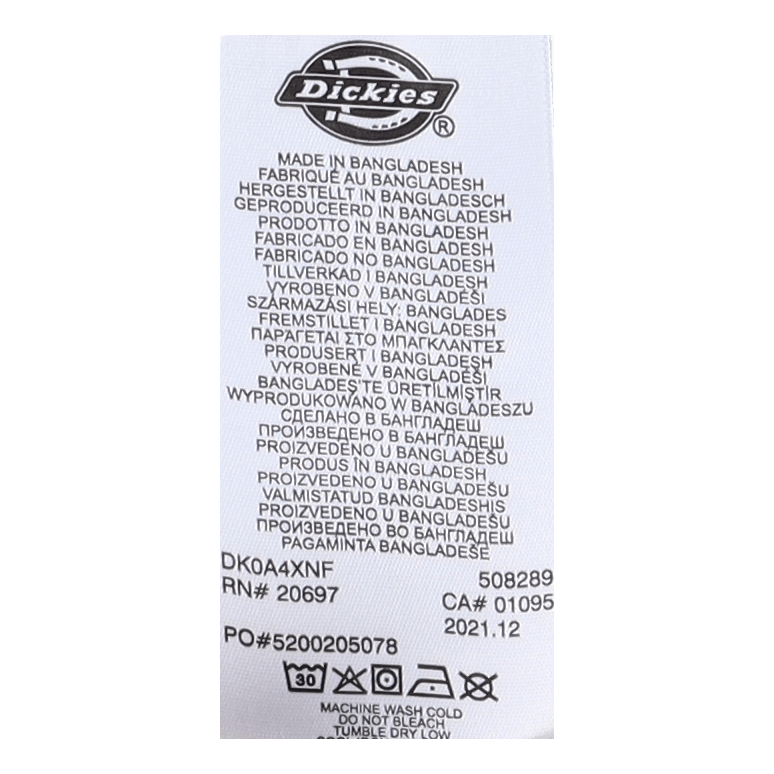 Dickies®
MADE IN BANGLADESH
FABRIQUÉ AU BANGLADESH
HERGESTELLT IN BANGLADESCH
GEPRODUCEERD IN BANGLADESH
PRODOTTO IN BANGLADESH
FABRICADO EN BANGLADESH
FABRICADO NO BANGLADESH
TILLVERKAD I BANGLADESH
VYROBENO V BANGLADÉŠI
SZÁRMAZÁSI HELY: BANGLADES
FREMSTILLET I BANGLADESH
ΠΑΡΑΓΕΤΑΙ ΣΤΟ ΜΠΑΓΚΛΑΝΤΕΣ
PRODUSERT I BANGLADESH
VYROBENÉ V BANGLADÉŠI
BANGLADEŞ'TE ÜRETİLMİŞTİR
WYPRODUKOWANO W BANGLADESZU
СДЕЛАНО В БАНГЛАДЕШ
ПРОИЗВЕДЕНО В БАНГЛАДЕШ
PROIZVEDENO U BANGLADEŠU
PRODUS ÎN BANGLADESH
PROIZVEDENO U BANGLADEŠU
VALMISTATUD BANGLADESHIS
PROIZVEDENO U BANGLADEŠU
ПРОИЗВЕДЕНО ВО БАНГЛАДЕШ
PAGAMINTA BANGLADEŠE
DK0A4XNF 508289
RN# 20697 CA# 01095
2021.12
PO#5200205078
30
MACHINE WASH COLD
DO NOT BLEACH
TUMBLE DRY LOW